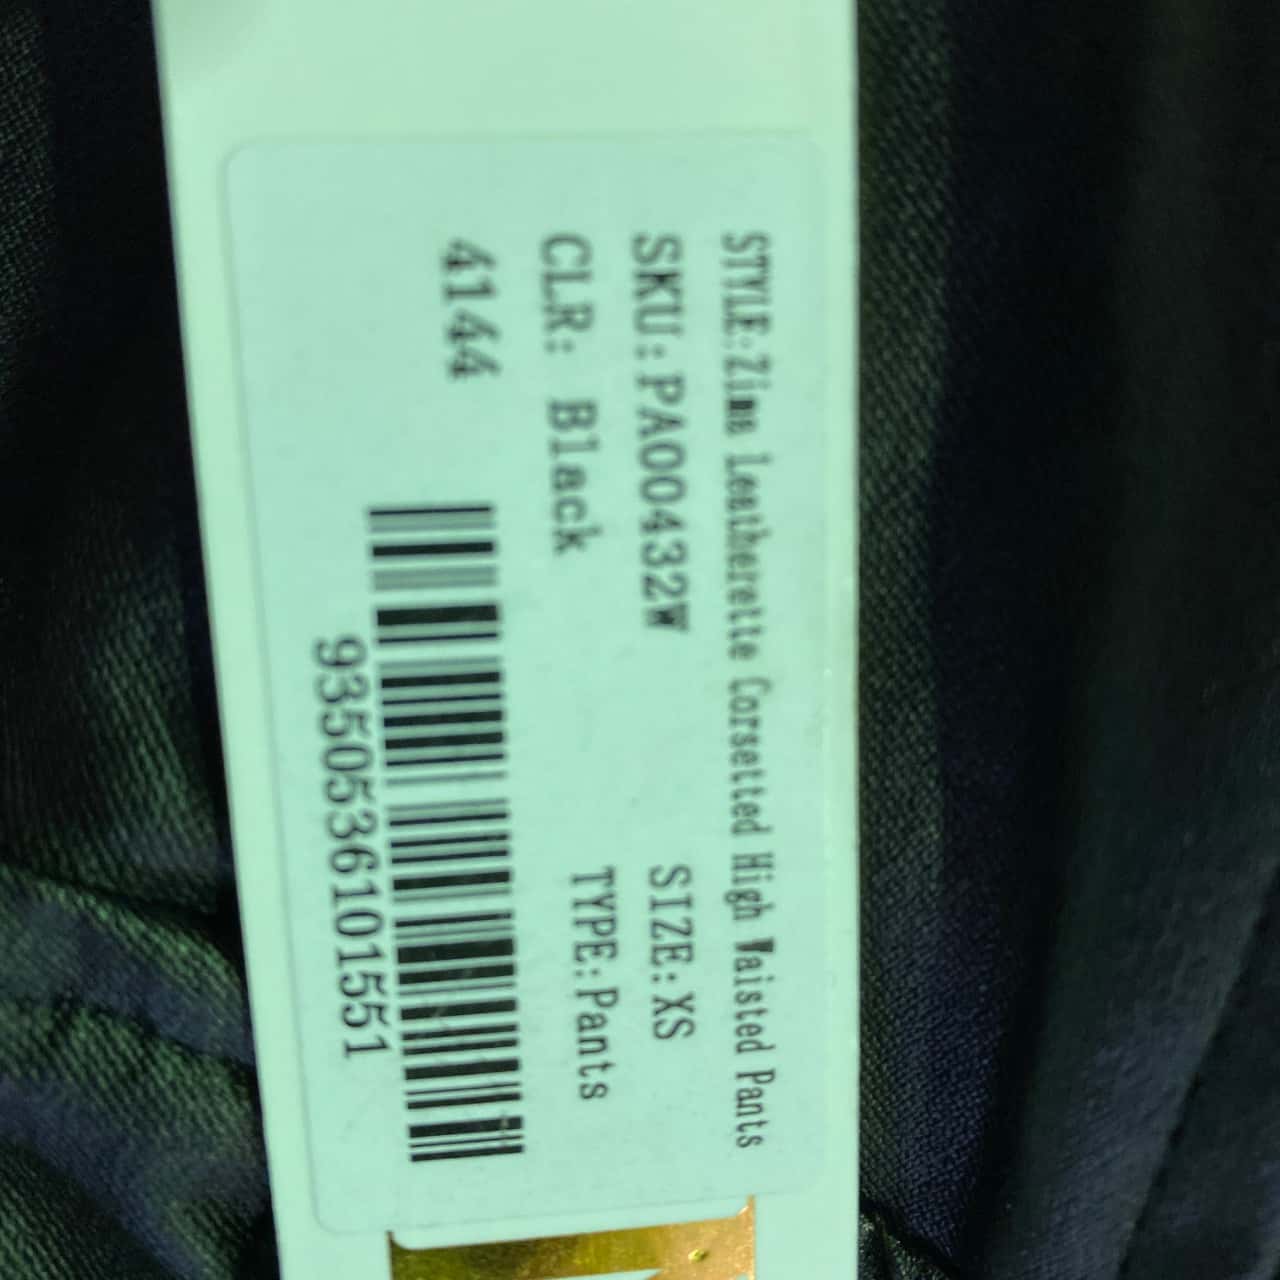 STYLE:Zima Leatherette Corsetted High Waisted Pants
SKU:PA00432W SIZE:XS
CLR: Black TYPE:Pants
4144
9350536101551